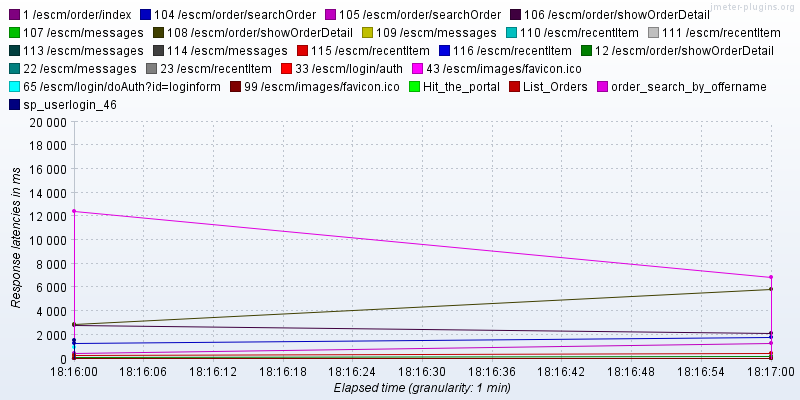 jmeter-plugins.org
1 /escm/order/index 104 /escm/order/searchOrder 105 /escm/order/searchOrder 106 /escm/order/showOrderDetail
107 /escm/messages 108 /escm/order/showOrderDetail 109 /escm/messages 110 /escm/recentItem 111 /escm/recentItem
113 /escm/messages 114 /escm/messages 115 /escm/recentItem 116 /escm/recentItem 12 /escm/order/showOrderDetail
22 /escm/messages 23 /escm/recentItem 33 /escm/login/auth 43 /escm/images/favicon.ico
65 /escm/login/doAuth?id=loginform 99 /escm/images/favicon.ico Hit_the_portal List_Orders order_search_by_offername
sp_userlogin_46
20 000
18 000
16 000
14 000
12 000
10 000
8 000
6 000
4 000
2 000
0
Response latencies in ms
18:16:00 18:16:06 18:16:12 18:16:18 18:16:24 18:16:30 18:16:36 18:16:42 18:16:48 18:16:54 18:17:00
Elapsed time (granularity: 1 min)